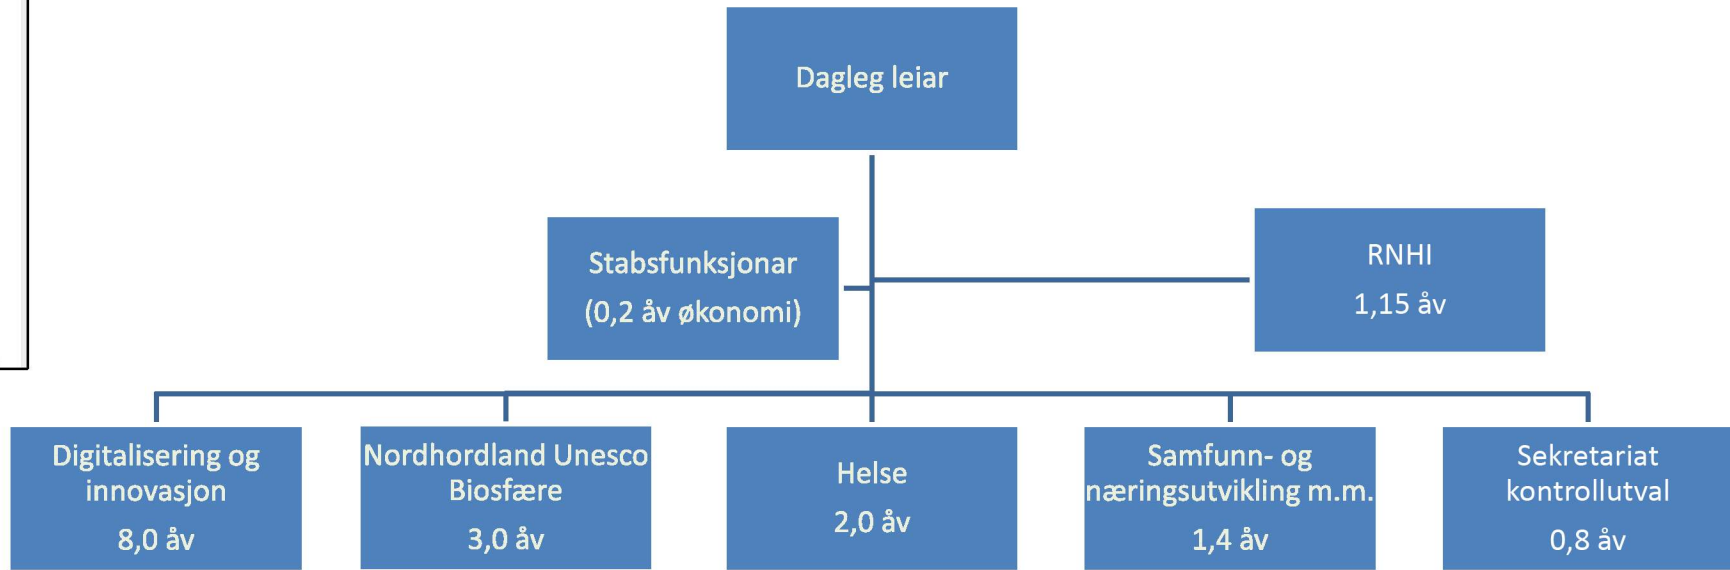 Dagleg leiar
Stabsfunksjonar
(0,2 åv økonomi)
RNHI
1,15 åv
Digitalisering og
innovasjon
8,0 åv
Nordhordland Unesco
Biosfære
3,0 åv
Helse
2,0 åv
Samfunn- og
næringsutvikling m.m.
1,4 åv
Sekretariat
kontrollutval
0,8 åv